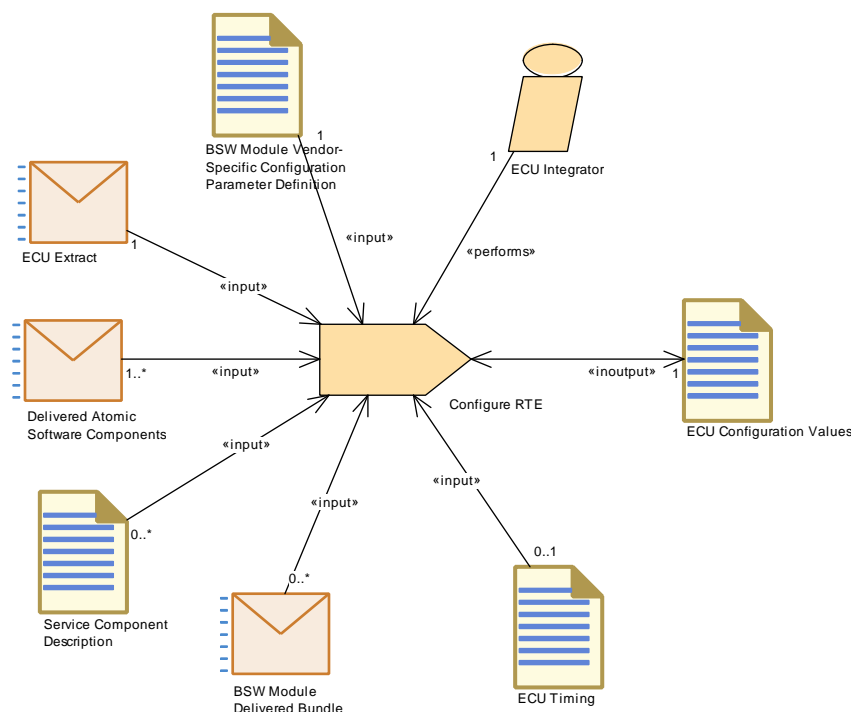 1
BSW Module Vendor-
Specific Configuration
Parameter Definition
1
ECU Integrator
«input»
«performs»
1
ECU Extract
«input»
1..*
«input»
Delivered Atomic
Software Components
Configure RTE
«inoutput»
1
ECU Configuration Values
«input»
«input»
«input»
0..*
Service Component
Description
0..*
BSW Module
Delivered Bundle
0..1
ECU Timing